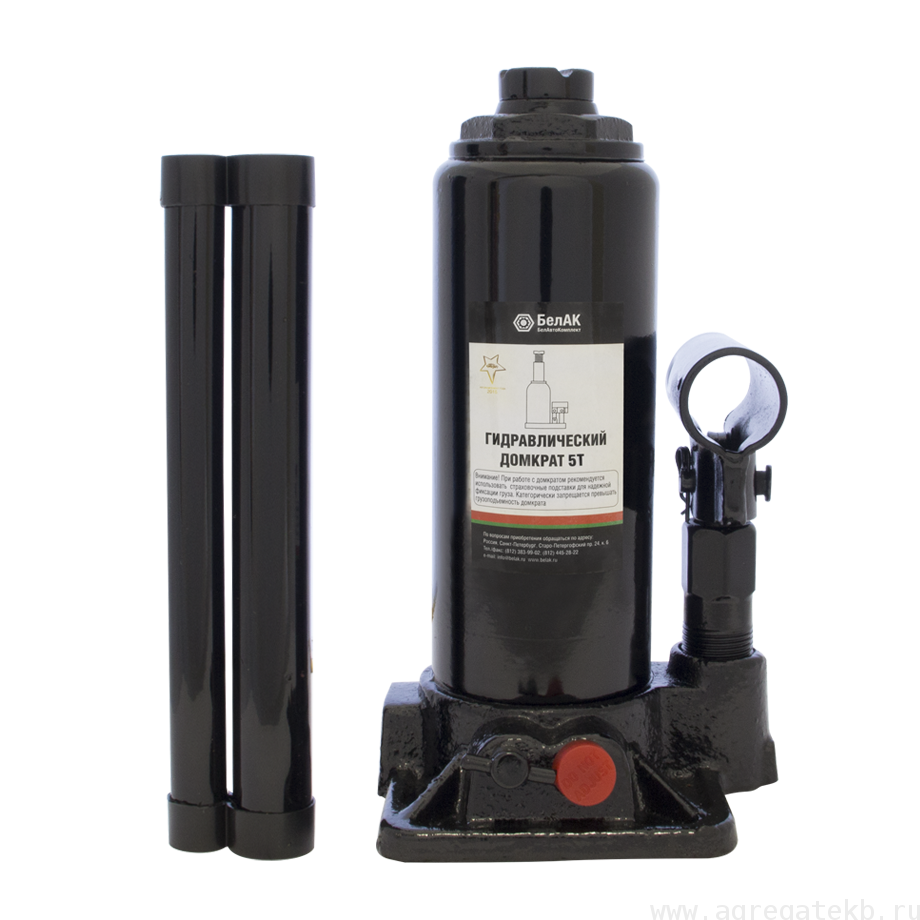 БелАК
БелАвтоКомплект
ГИДРАВЛИЧЕСКИЙ
ДОМКРАТ 5Т
Внимание! При работе с домкратом рекомендуется
использовать страховочные подставки для надежной
фиксации груза. Категорически запрещается превышать
грузоподъемность домкрата
По вопросам приобретения обращаться по адресу:
Россия, Санкт-Петербург, Старо-Петергофский пр. 24, к. Б
Тел./факс: (812) 383-99-02 (812) 445-28-22
e-mail: info@belak.ru www.belak.ru
www.agregatekb.ru